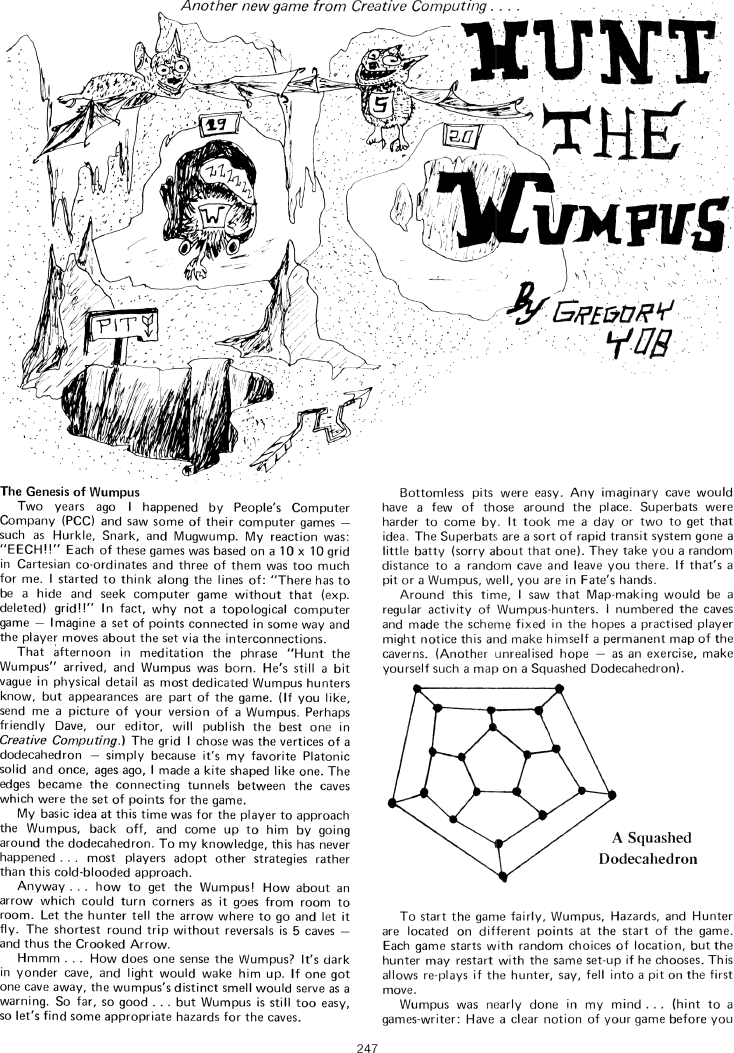 Another new game from Creative Computing . . . .
HUNT
THE
WUMPUS
By GREGORY
YOB
19
S
20
W
PIT
The Genesis of Wumpus
Two years ago I happened by People's Computer
Company (PCC) and saw some of their computer games —
such as Hurkle, Snark, and Mugwump. My reaction was:
"EECH!!" Each of these games was based on a 10 x 10 grid
in Cartesian co-ordinates and three of them was too much
for me. I started to think along the lines of: "There has to
be a hide and seek computer game without that (exp.
deleted) grid!!" In fact, why not a topological computer
game — Imagine a set of points connected in some way and
the player moves about the set via the interconnections.
That afternoon in meditation the phrase "Hunt the
Wumpus" arrived, and Wumpus was born. He's still a bit
vague in physical detail as most dedicated Wumpus hunters
know, but appearances are part of the game. (If you like,
send me a picture of your version of a Wumpus. Perhaps
friendly Dave, our editor, will publish the best one in
Creative Computing.) The grid I chose was the vertices of a
dodecahedron — simply because it's my favorite Platonic
solid and once, ages ago, I made a kite shaped like one. The
edges became the connecting tunnels between the caves
which were the set of points for the game.
My basic idea at this time was for the player to approach
the Wumpus, back off, and come up to him by going
around the dodecahedron. To my knowledge, this has never
happened . . . most players adopt other strategies rather
than this cold-blooded approach.
Anyway . . . how to get the Wumpus! How about an
arrow which could turn corners as it goes from room to
room. Let the hunter tell the arrow where to go and let it
fly. The shortest round trip without reversals is 5 caves —
and thus the Crooked Arrow.
Hmmm . . . How does one sense the Wumpus? It's dark
in yonder cave, and light would wake him up. If one got
one cave away, the wumpus's distinct smell would serve as a
warning. So far, so good . . . but Wumpus is still too easy,
so let's find some appropriate hazards for the caves.
Bottomless pits were easy. Any imaginary cave would
have a few of those around the place. Superbats were
harder to come by. It took me a day or two to get that
idea. The Superbats are a sort of rapid transit system gone a
little batty (sorry about that one). They take you a random
distance to a random cave and leave you there. If that's a
pit or a Wumpus, well, you are in Fate's hands.
Around this time, I saw that Map-making would be a
regular activity of Wumpus-hunters. I numbered the caves
and made the scheme fixed in the hopes a practised player
might notice this and make himself a permanent map of the
caverns. (Another unrealised hope — as an exercise, make
yourself such a map on a Squashed Dodecahedron).
A Squashed
Dodecahedron
To start the game fairly, Wumpus, Hazards, and Hunter
are located on different points at the start of the game.
Each game starts with random choices of location, but the
hunter may restart with the same set-up if he chooses. This
allows re-plays if the hunter, say, fell into a pit on the first
move.
Wumpus was nearly done in my mind . . . (hint to a
games-writer: Have a clear notion of your game before you
247